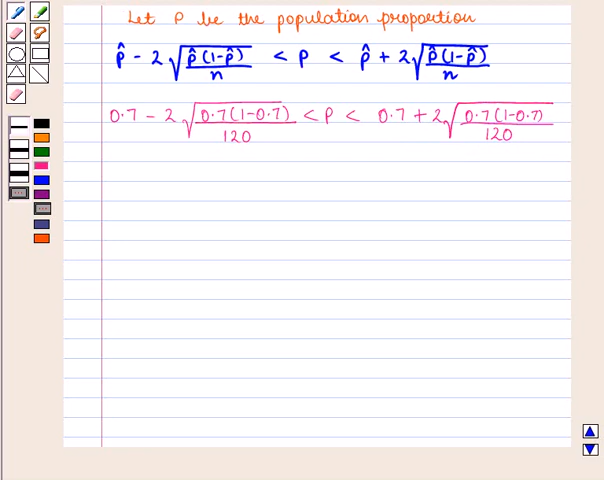 Let P be the population proportion
p̂ - 2 √(p̂(1-p̂)/n) < P < p̂ + 2 √(p̂(1-p̂)/n)
0.7 - 2 √(0.7(1-0.7)/120) < P < 0.7 + 2 √(0.7(1-0.7)/120)